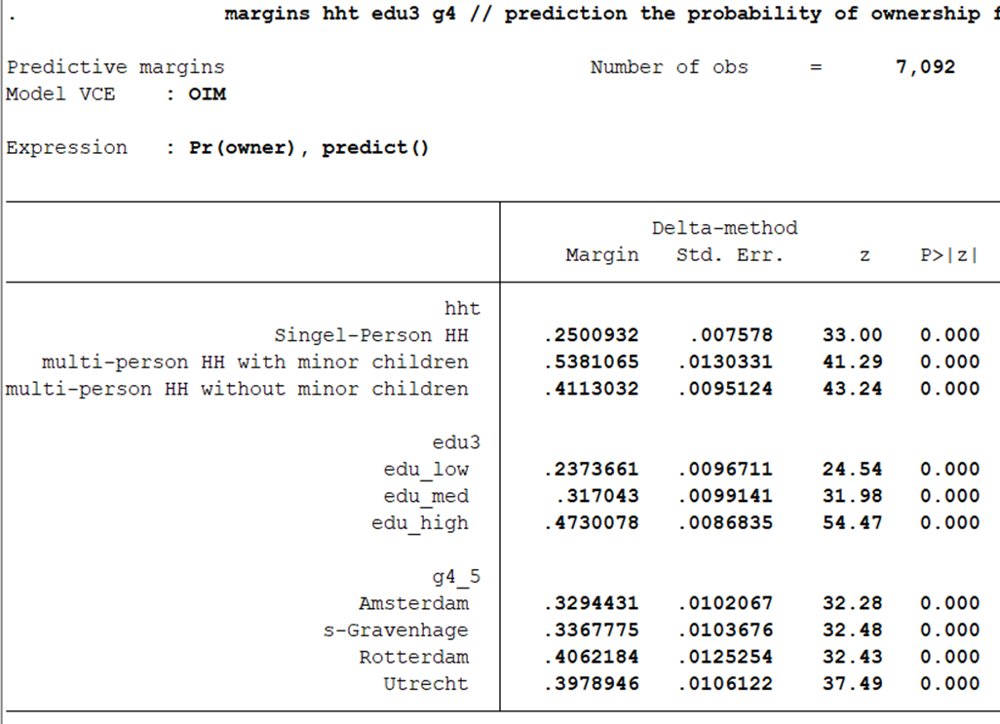 . margins hht edu3 g4 // prediction the probability of ownership f
Predictive margins Number of obs = 7,092
Model VCE : OIM
Expression : Pr(owner), predict()
Delta-method
Margin Std. Err. z P>|z|
hht
Singel-Person HH .2500932 .007578 33.00 0.000
multi-person HH with minor children .5381065 .0130331 41.29 0.000
multi-person HH without minor children .4113032 .0095124 43.24 0.000
edu3
edu_low .2373661 .0096711 24.54 0.000
edu_med .317043 .0099141 31.98 0.000
edu_high .4730078 .0086835 54.47 0.000
g4_5
Amsterdam .3294431 .0102067 32.28 0.000
s-Gravenhage .3367775 .0103676 32.48 0.000
Rotterdam .4062184 .0125254 32.43 0.000
Utrecht .3978946 .0106122 37.49 0.000